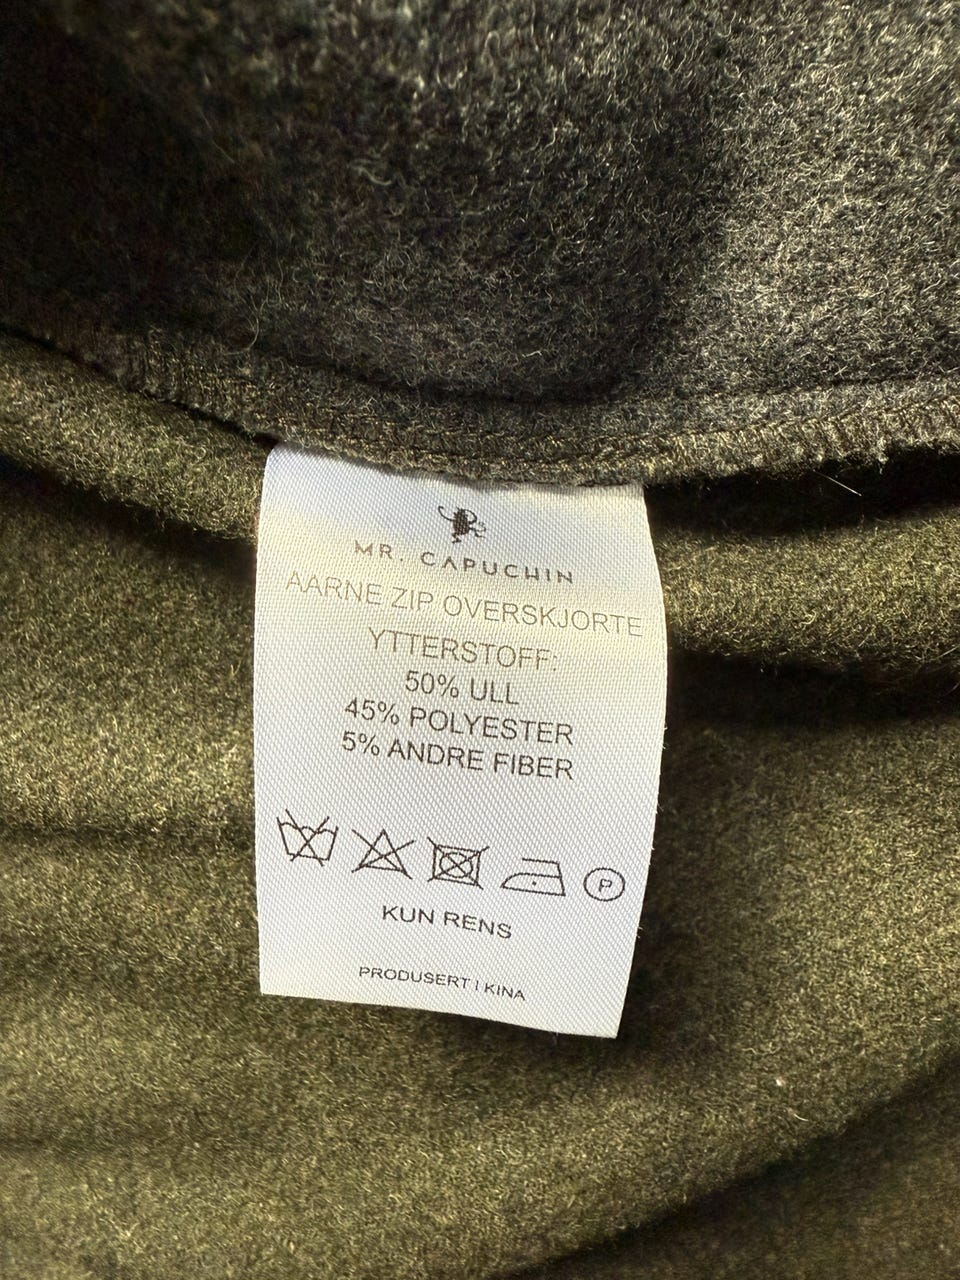 MR. CAPUCHIN
AARNE ZIP OVERSKJORTE
YTTERSTOFF:
50% ULL
45% POLYESTER
5% ANDRE FIBER
P
KUN RENS
PRODUSERT I KINA